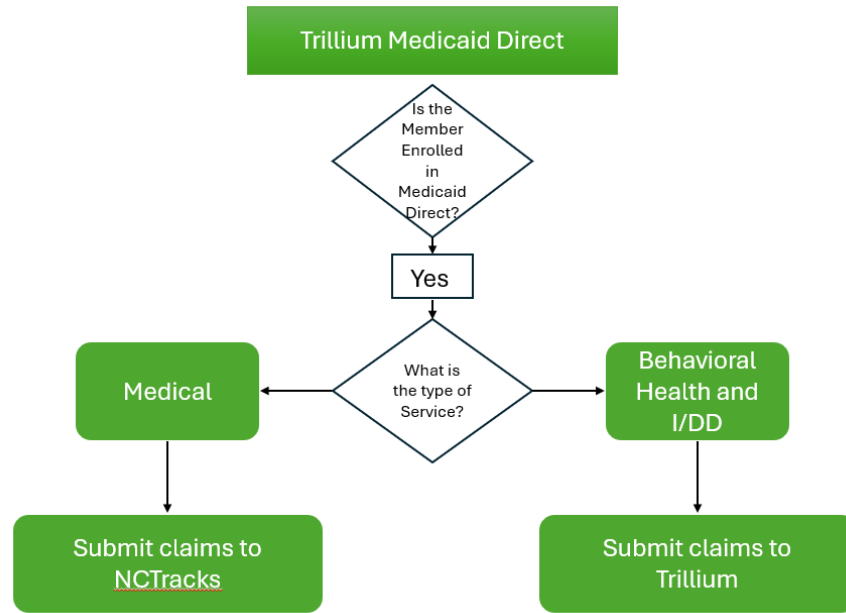 Trillium Medicaid Direct
Is the
Member
Enrolled
in
Medicaid
Direct?
Yes
What is
the type of
Service?
Medical
Behavioral
Health and
I/DD
Submit claims to
NCTracks
Submit claims to
Trillium